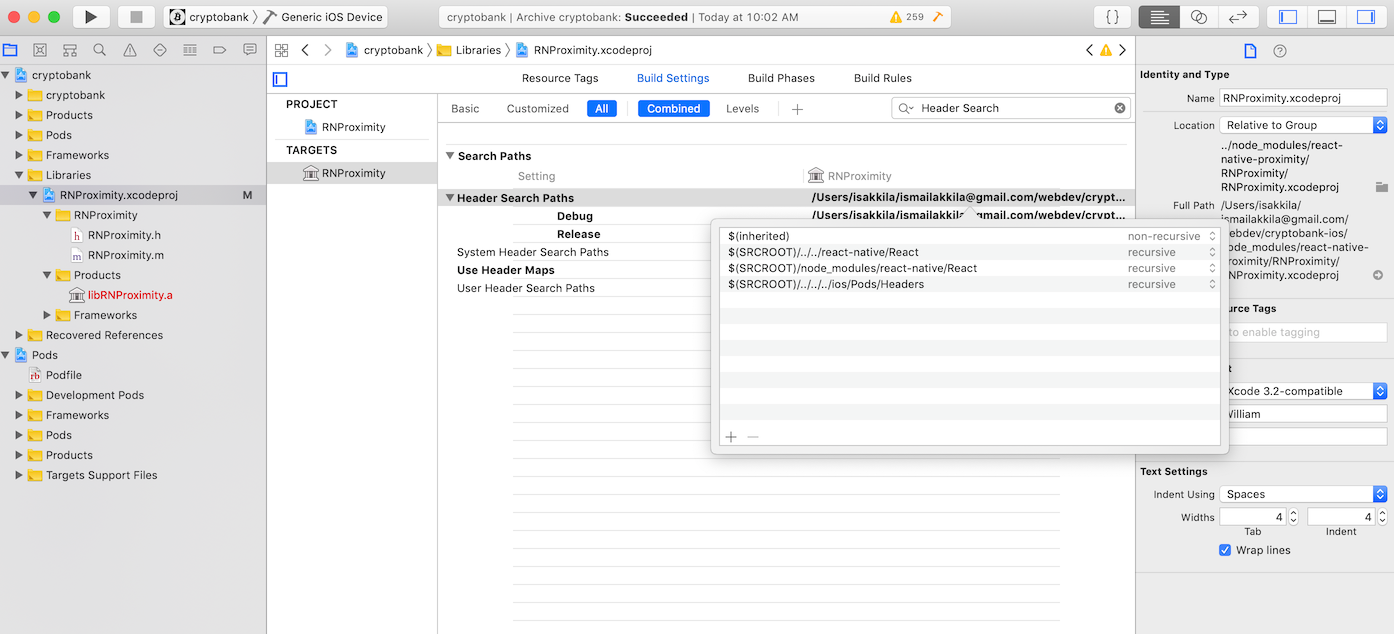 cryptobank
Generic iOS Device
cryptobank | Archive cryptobank: Succeeded | Today at 10:02 AM
259
{}
cryptobank
cryptobank
Products
Pods
Frameworks
Libraries
RNProximity.xcodeproj
M
RNProximity
h RNProximity.h
m RNProximity.m
Products
libRNProximity.a
Frameworks
Recovered References
Pods
rb Podfile
Development Pods
Frameworks
Pods
Products
Targets Support Files
cryptobank
Libraries
RNProximity.xcodeproj
Resource Tags
Build Settings
Build Phases
Build Rules
PROJECT
RNProximity
TARGETS
RNProximity
Basic
Customized
All
Combined
Levels
Header Search
Search Paths
Setting
RNProximity
Header Search Paths
/Users/isakkila/ismailakkila@gmail.com/webdev/crypt...
Debug
/Users/isakkila/ismailakkila@gmail.com/webdev/crypt...
Release
System Header Search Paths
Use Header Maps
User Header Search Paths
$(inherited)
non-recursive
$(SRCROOT)/../../react-native/React
recursive
$(SRCROOT)/node_modules/react-native/React
recursive
$(SRCROOT)/../../../ios/Pods/Headers
recursive
Identity and Type
Name
RNProximity.xcodeproj
Location
Relative to Group
../node_modules/react-
native-proximity/
RNProximity/
RNProximity.xcodeproj
Full Path
/Users/isakkila/
ismailakkila@gmail.com/
webdev/cryptobank-ios/
node_modules/react-native-
proximity/RNProximity/
RNProximity.xcodeproj
urce Tags
to enable tagging
t
Xcode 3.2-compatible
William
Text Settings
Indent Using
Spaces
Widths
4
4
Tab
Indent
Wrap lines